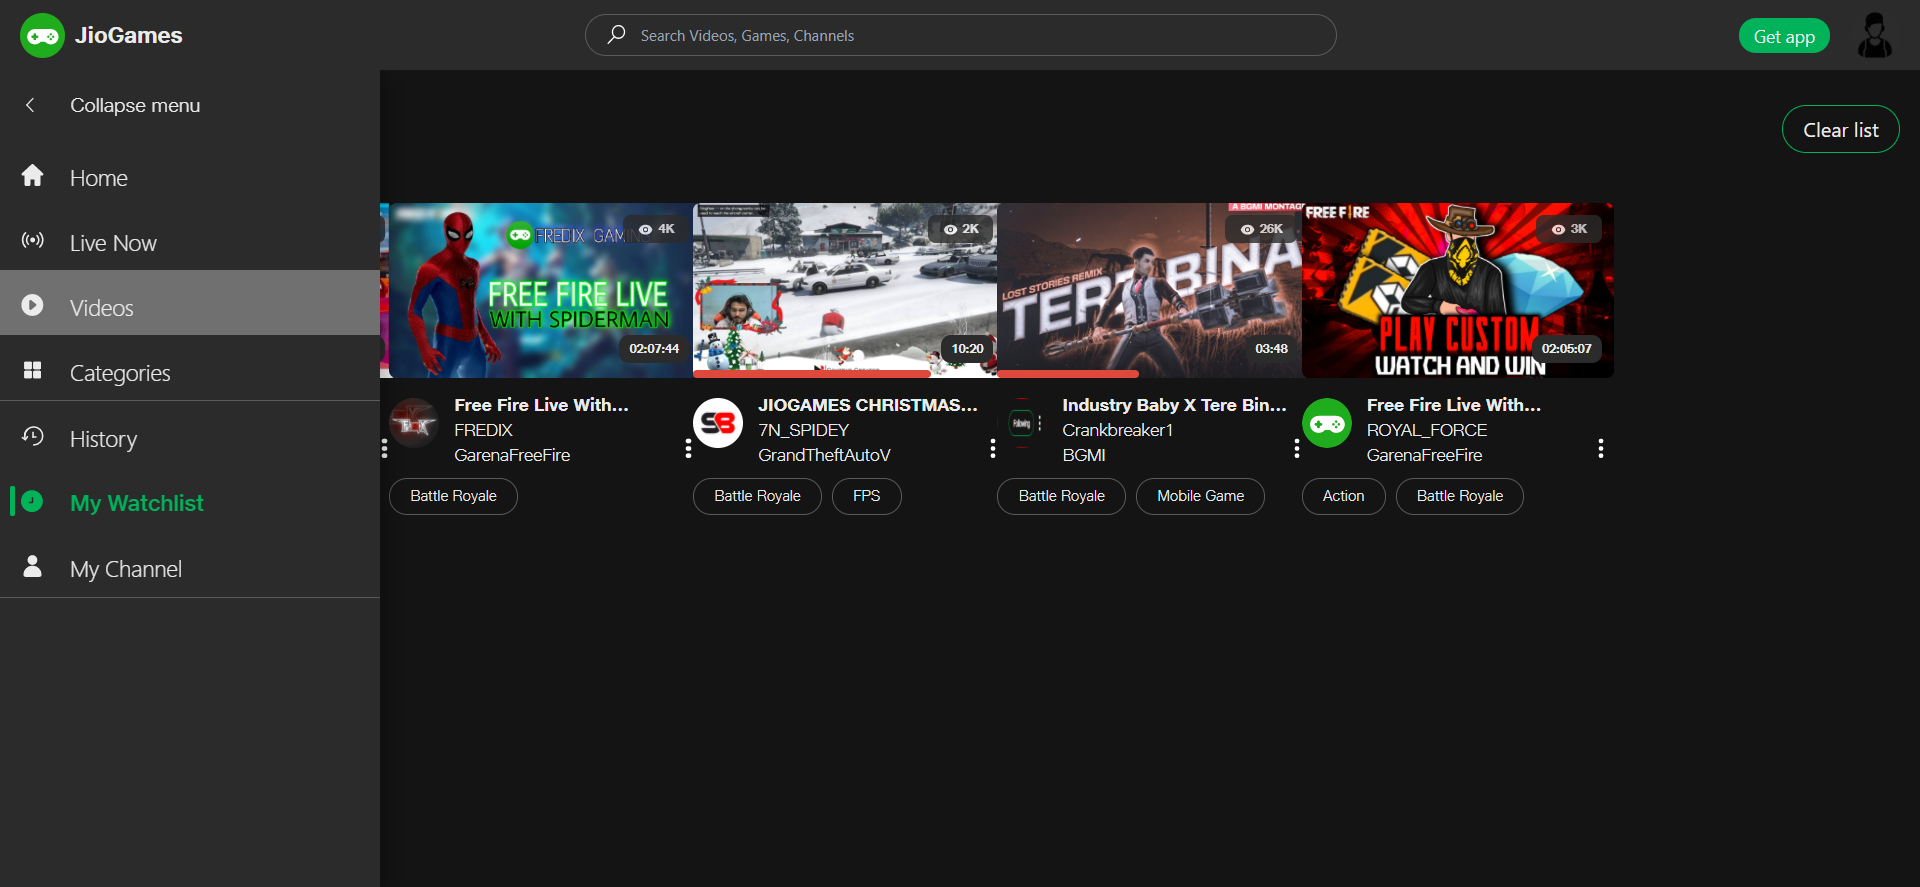 JioGames
Search Videos, Games, Channels
Get app
Collapse menu
Clear list
Home
Live Now
Videos
Categories
History
My Watchlist
My Channel
FREDIX GAMING
4K
FREE FIRE LIVE
WITH SPIDERMAN
02:07:44
Free Fire Live With...
FREDIX
GarenaFreeFire
Battle Royale
2K
10:20
JIOGAMES CHRISTMAS...
7N_SPIDEY
GrandTheftAutoV
Battle Royale
FPS
A BGMI MONTAG
26K
LOST STORIES REMIX
TERE BINA
03:48
Following
Industry Baby X Tere Bin...
Crankbreaker1
BGMI
Battle Royale
Mobile Game
FREE FIRE
3K
PLAY CUSTOM
WATCH AND WIN
02:05:07
Free Fire Live With...
ROYAL_FORCE
GarenaFreeFire
Action
Battle Royale